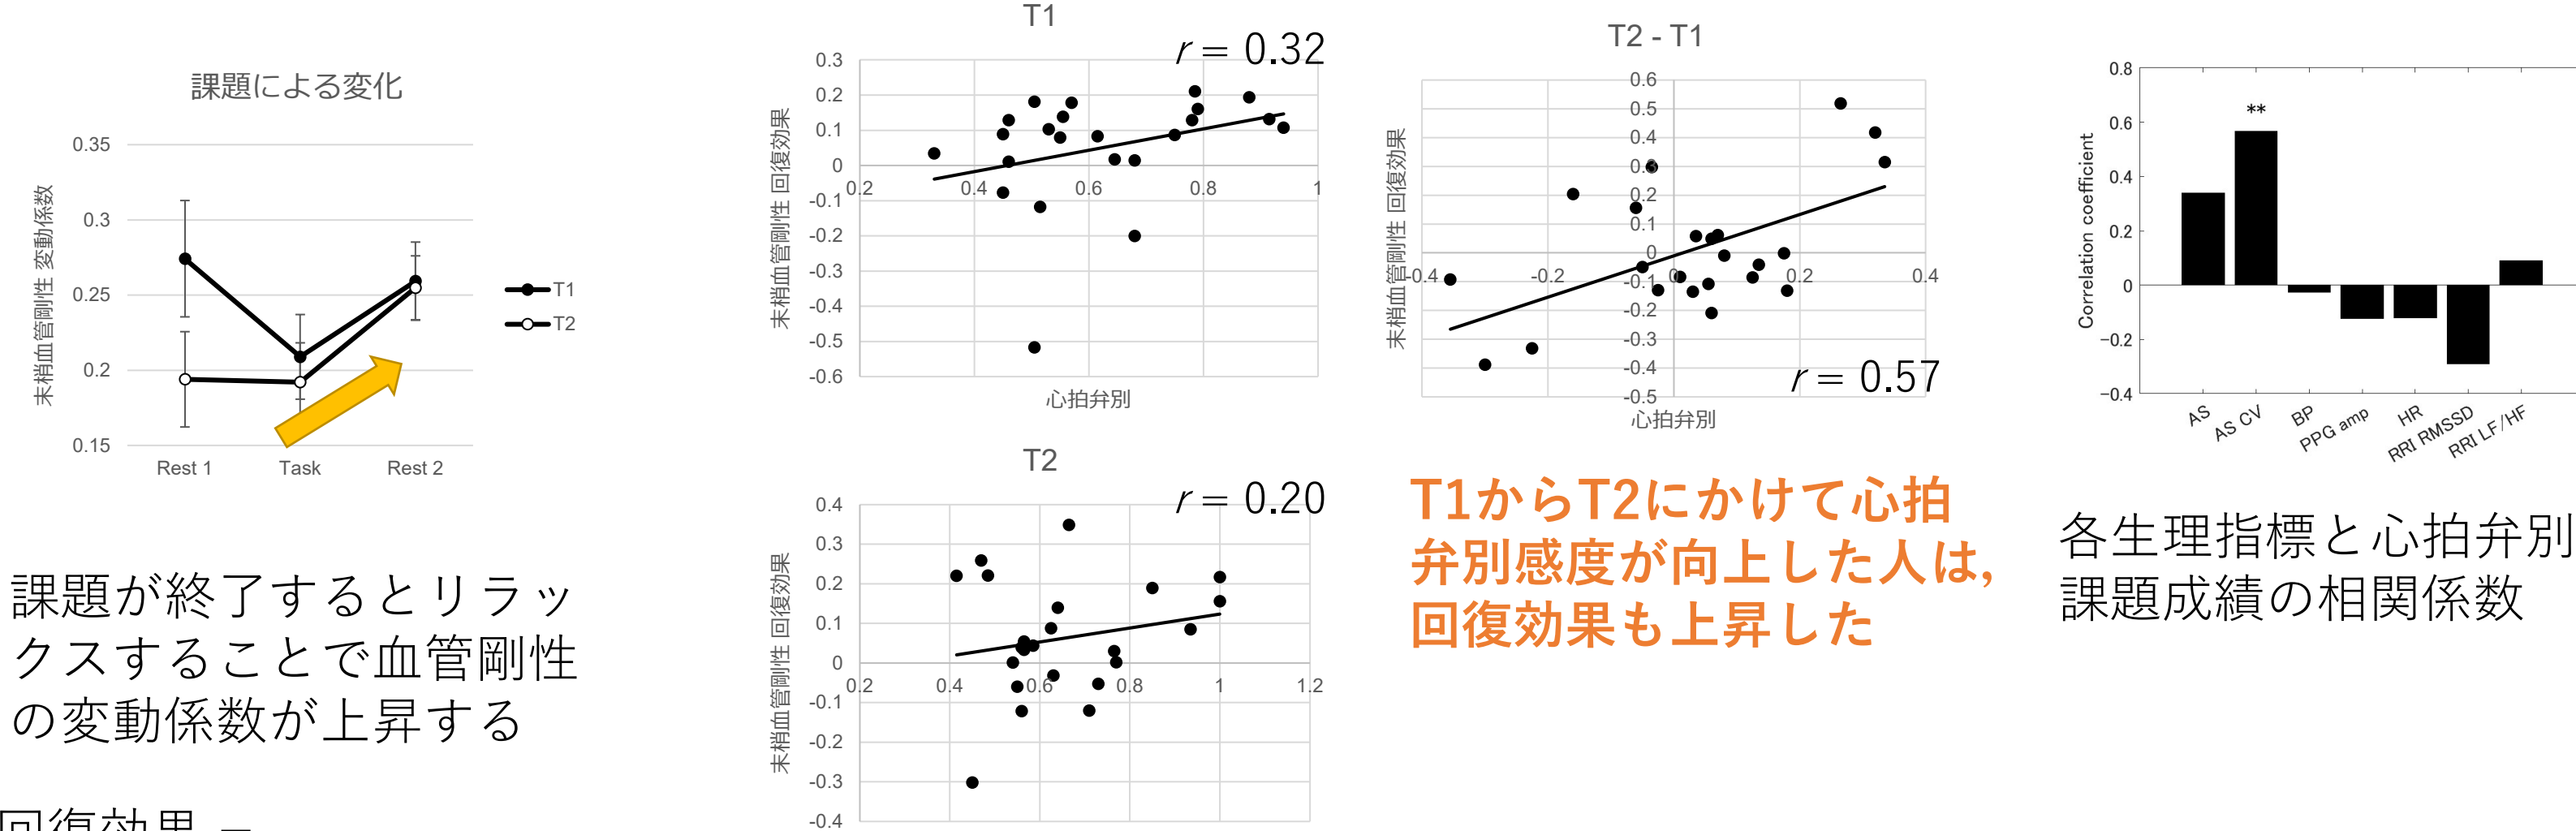 課題による変化
0.35
0.3
0.25
0.2
0.15
末梢血管剛性 変動係数
Rest 1
Task
Rest 2
T1
T2
課題が終了するとリラッ
クスすることで血管剛性
の変動係数が上昇する
T1
r = 0.32
0.3
0.2
0.1
0
-0.1
-0.2
-0.3
-0.4
-0.5
-0.6
末梢血管剛性 回復効果
0.2
0.4
0.6
0.8
1
心拍弁別
T2
r = 0.20
0.4
0.3
0.2
0.1
0
-0.1
-0.2
-0.3
-0.4
末梢血管剛性 回復効果
0.2
0.4
0.6
0.8
1
1.2
T2 - T1
0.6
0.5
0.4
0.3
0.2
0.1
0
-0.1
-0.2
-0.3
-0.4
-0.5
末梢血管剛性 回復効果
-0.4
-0.2
0
0.2
0.4
r = 0.57
心拍弁別
T1からT2にかけて心拍
弁別感度が向上した人は,
回復効果も上昇した
0.8
0.6
0.4
0.2
0
−0.2
−0.4
Correlation coefficient
**
AS
AS CV
BP
PPG amp
HR
RRI RMSSD
RRI LF/HF
各生理指標と心拍弁別
課題成績の相関係数